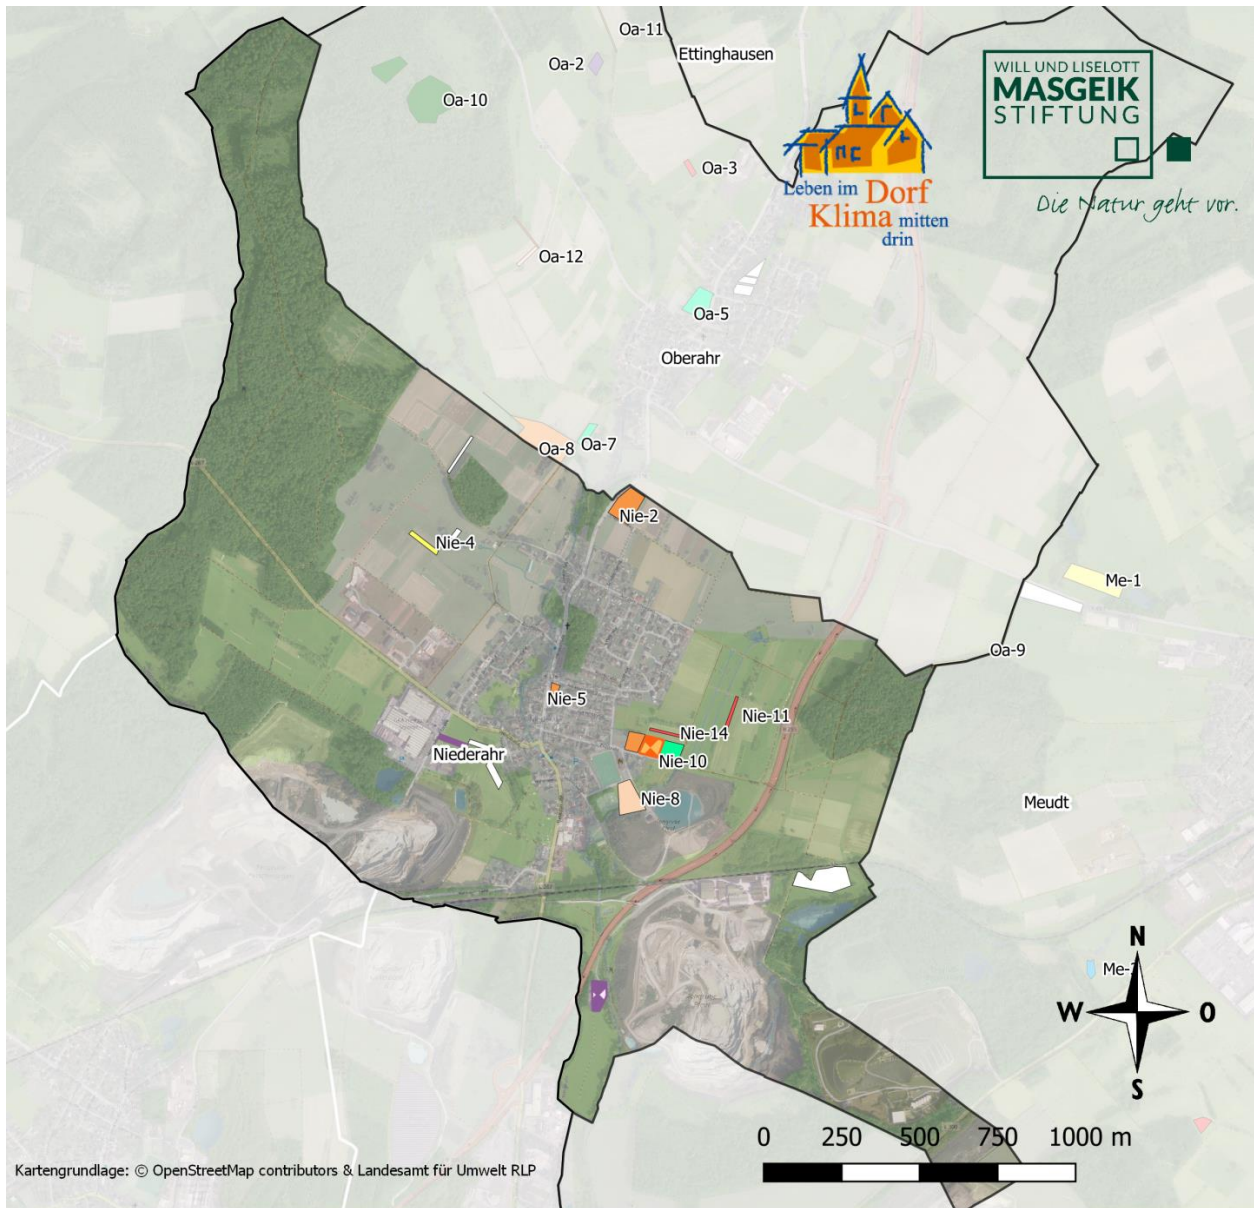 Oa-11
Ettinghausen
Oa-2
Oa-10
Oa-3
WILL UND LISELOTT
MASGEIK
STIFTUNG
Die Natur geht vor.
Leben im Dorf
Klima mitten
drin
Oa-12
Oa-5
Oberahr
Oa-8
Oa-7
Nie-2
Nie-4
Me-1
Oa-9
Nie-5
Nie-11
Nie-14
Niederahr
Nie-10
Nie-8
Meudt
N
W
O
S
0 250 500 750 1000 m
Kartengrundlage: © OpenStreetMap contributors & Landesamt für Umwelt RLP